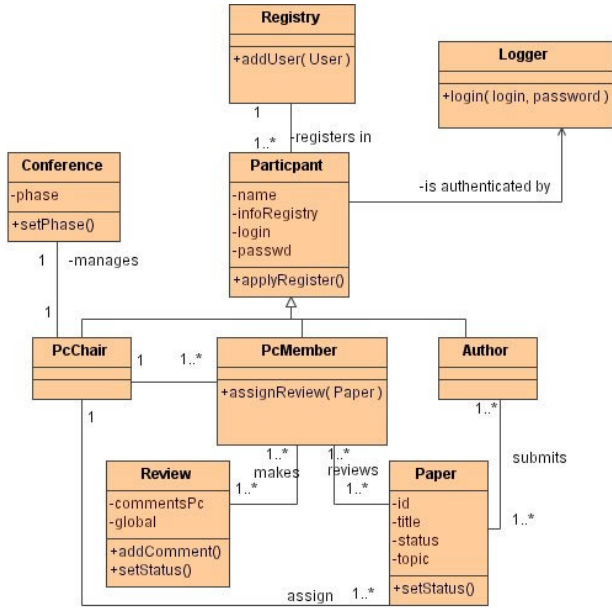 Registry
+addUser( User )
Logger
+login( login, password )
1
1..*
-registers in
Conference
-phase
+setPhase()
Particpant
-name
-infoRegistry
-login
-passwd
+applyRegister()
-is authenticated by
1
-manages
1
PcChair
1
1..*
PcMember
+assignReview( Paper )
Author
1
1..*
1..*
1..*
makes
reviews
submits
1..*
1..*
1..*
Review
-commentsPc
-global
+addComment()
+setStatus()
Paper
-id
-title
-status
-topic
+setStatus()
assign
1..*